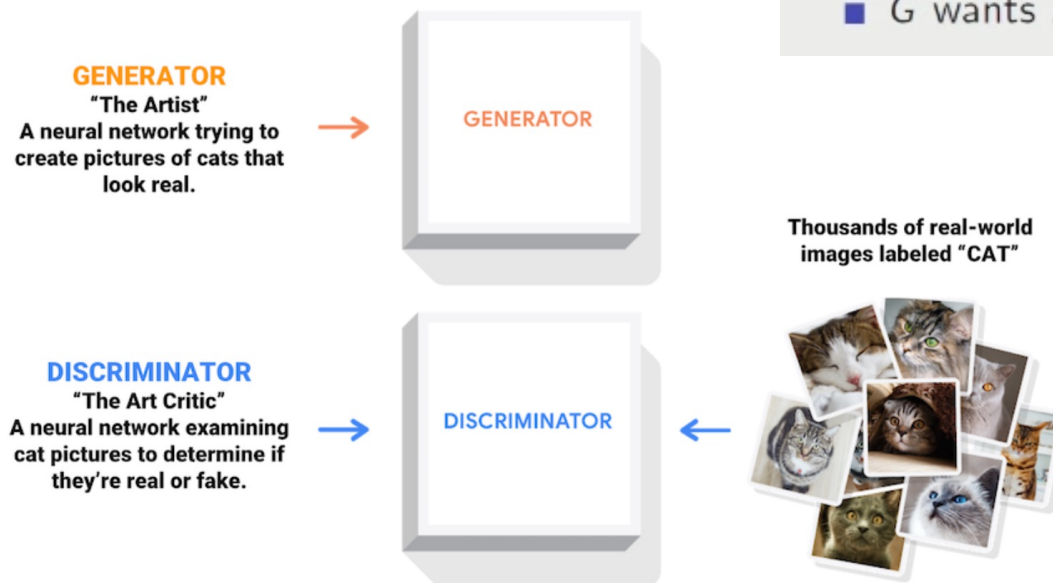 G wants
GENERATOR
“The Artist”
A neural network trying to
create pictures of cats that
look real.
GENERATOR
Thousands of real-world
images labeled “CAT”
DISCRIMINATOR
“The Art Critic”
A neural network examining
cat pictures to determine if
they’re real or fake.
DISCRIMINATOR